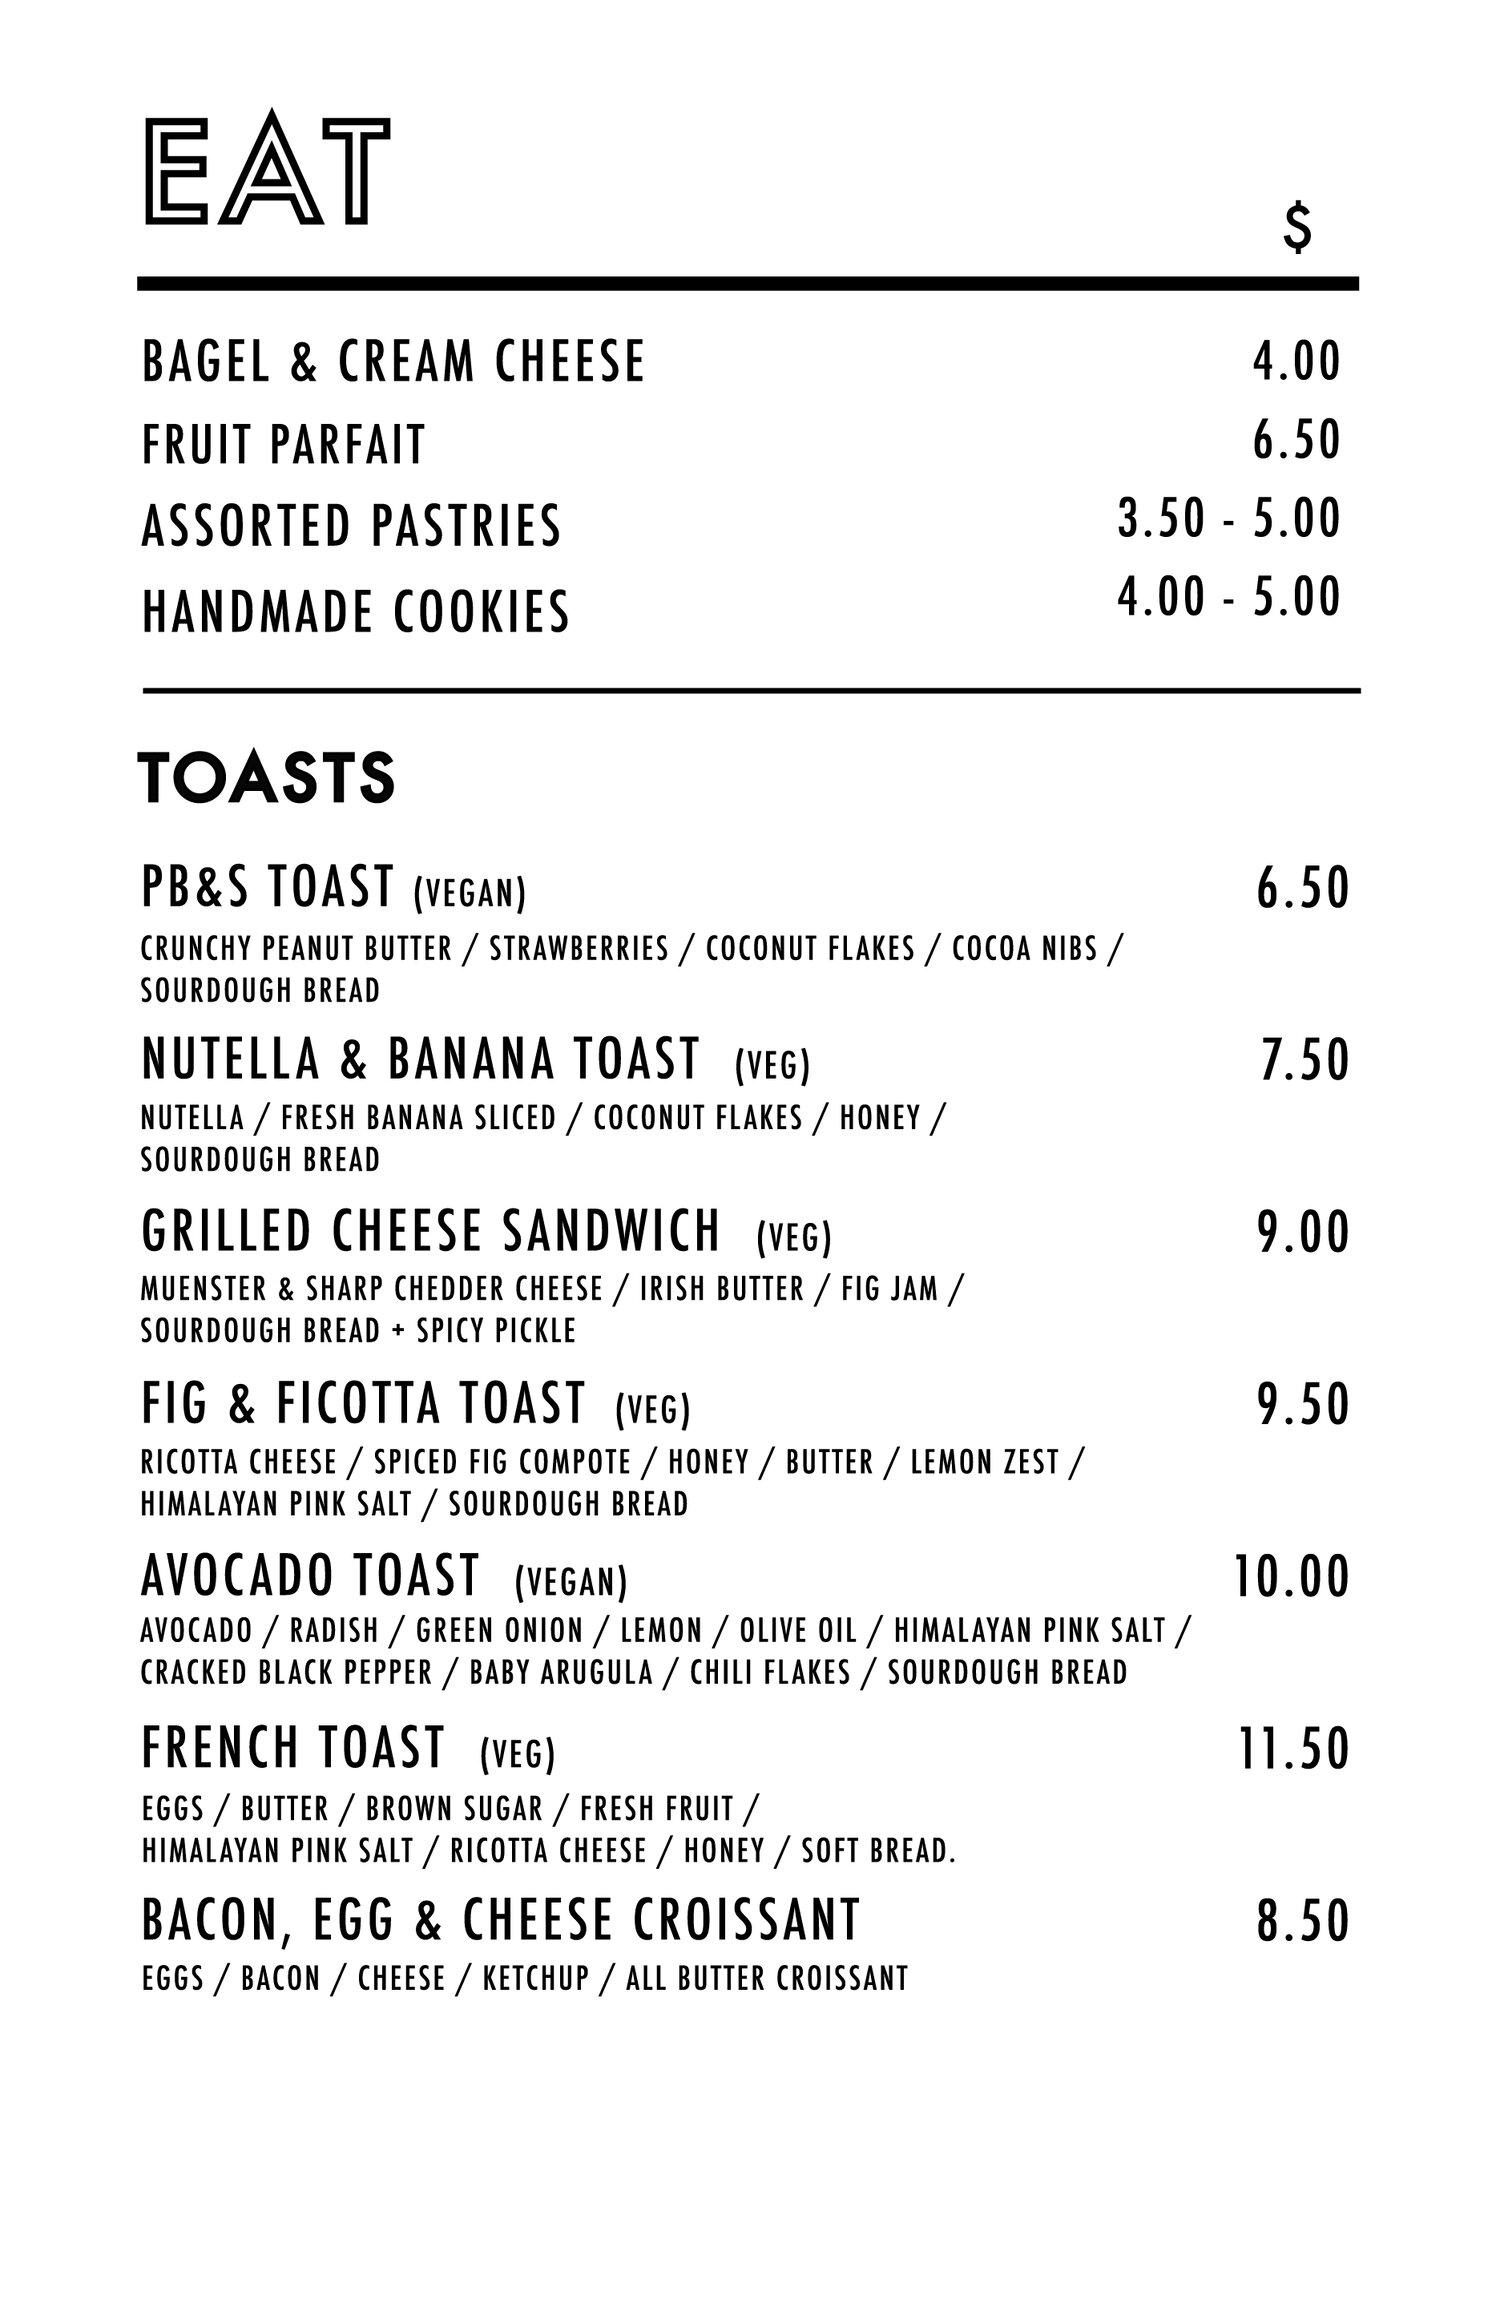 EAT
$
BAGEL & CREAM CHEESE 4.00
FRUIT PARFAIT 6.50
ASSORTED PASTRIES 3.50 - 5.00
HANDMADE COOKIES 4.00 - 5.00
TOASTS
PB&S TOAST (VEGAN) 6.50
CRUNCHY PEANUT BUTTER / STRAWBERRIES / COCONUT FLAKES / COCOA NIBS /
SOURDOUGH BREAD
NUTELLA & BANANA TOAST (VEG) 7.50
NUTELLA / FRESH BANANA SLICED / COCONUT FLAKES / HONEY /
SOURDOUGH BREAD
GRILLED CHEESE SANDWICH (VEG) 9.00
MUENSTER & SHARP CHEDDER CHEESE / IRISH BUTTER / FIG JAM /
SOURDOUGH BREAD + SPICY PICKLE
FIG & FICOTTA TOAST (VEG) 9.50
RICOTTA CHEESE / SPICED FIG COMPOTE / HONEY / BUTTER / LEMON ZEST /
HIMALAYAN PINK SALT / SOURDOUGH BREAD
AVOCADO TOAST (VEGAN) 10.00
AVOCADO / RADISH / GREEN ONION / LEMON / OLIVE OIL / HIMALAYAN PINK SALT /
CRACKED BLACK PEPPER / BABY ARUGULA / CHILI FLAKES / SOURDOUGH BREAD
FRENCH TOAST (VEG) 11.50
EGGS / BUTTER / BROWN SUGAR / FRESH FRUIT /
HIMALAYAN PINK SALT / RICOTTA CHEESE / HONEY / SOFT BREAD.
BACON, EGG & CHEESE CROISSANT 8.50
EGGS / BACON / CHEESE / KETCHUP / ALL BUTTER CROISSANT